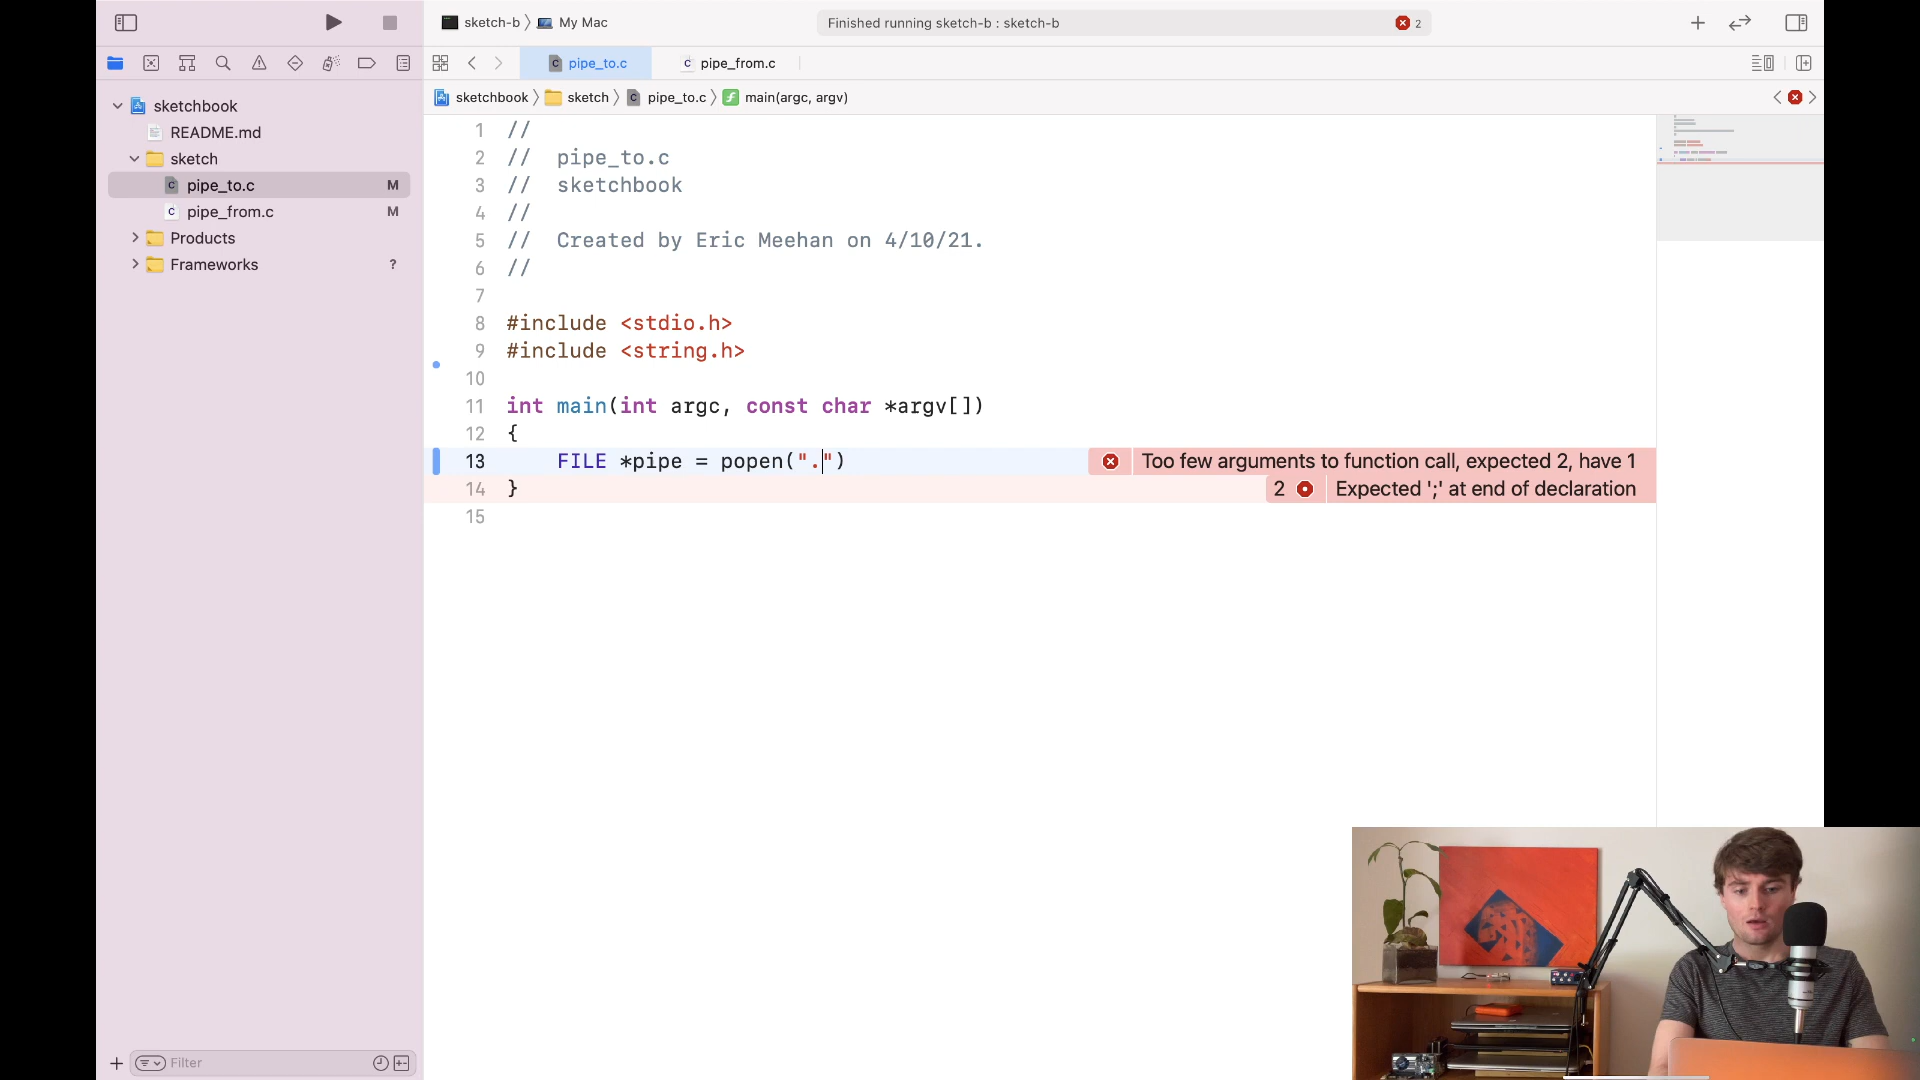 sketch-b My Mac
Finished running sketch-b : sketch-b
2
pipe_to.c
pipe_from.c
sketchbook
README.md
sketch
pipe_to.c M
pipe_from.c M
Products
Frameworks ?
Filter
sketchbook sketch pipe_to.c main(argc, argv)
1 //
2 // pipe_to.c
3 // sketchbook
4 //
5 // Created by Eric Meehan on 4/10/21.
6 //
7
8 #include <stdio.h>
9 #include <string.h>
10
11 int main(int argc, const char *argv[])
12 {
13 FILE *pipe = popen(".") Too few arguments to function call, expected 2, have 1
14 } 2 Expected ';' at end of declaration
15